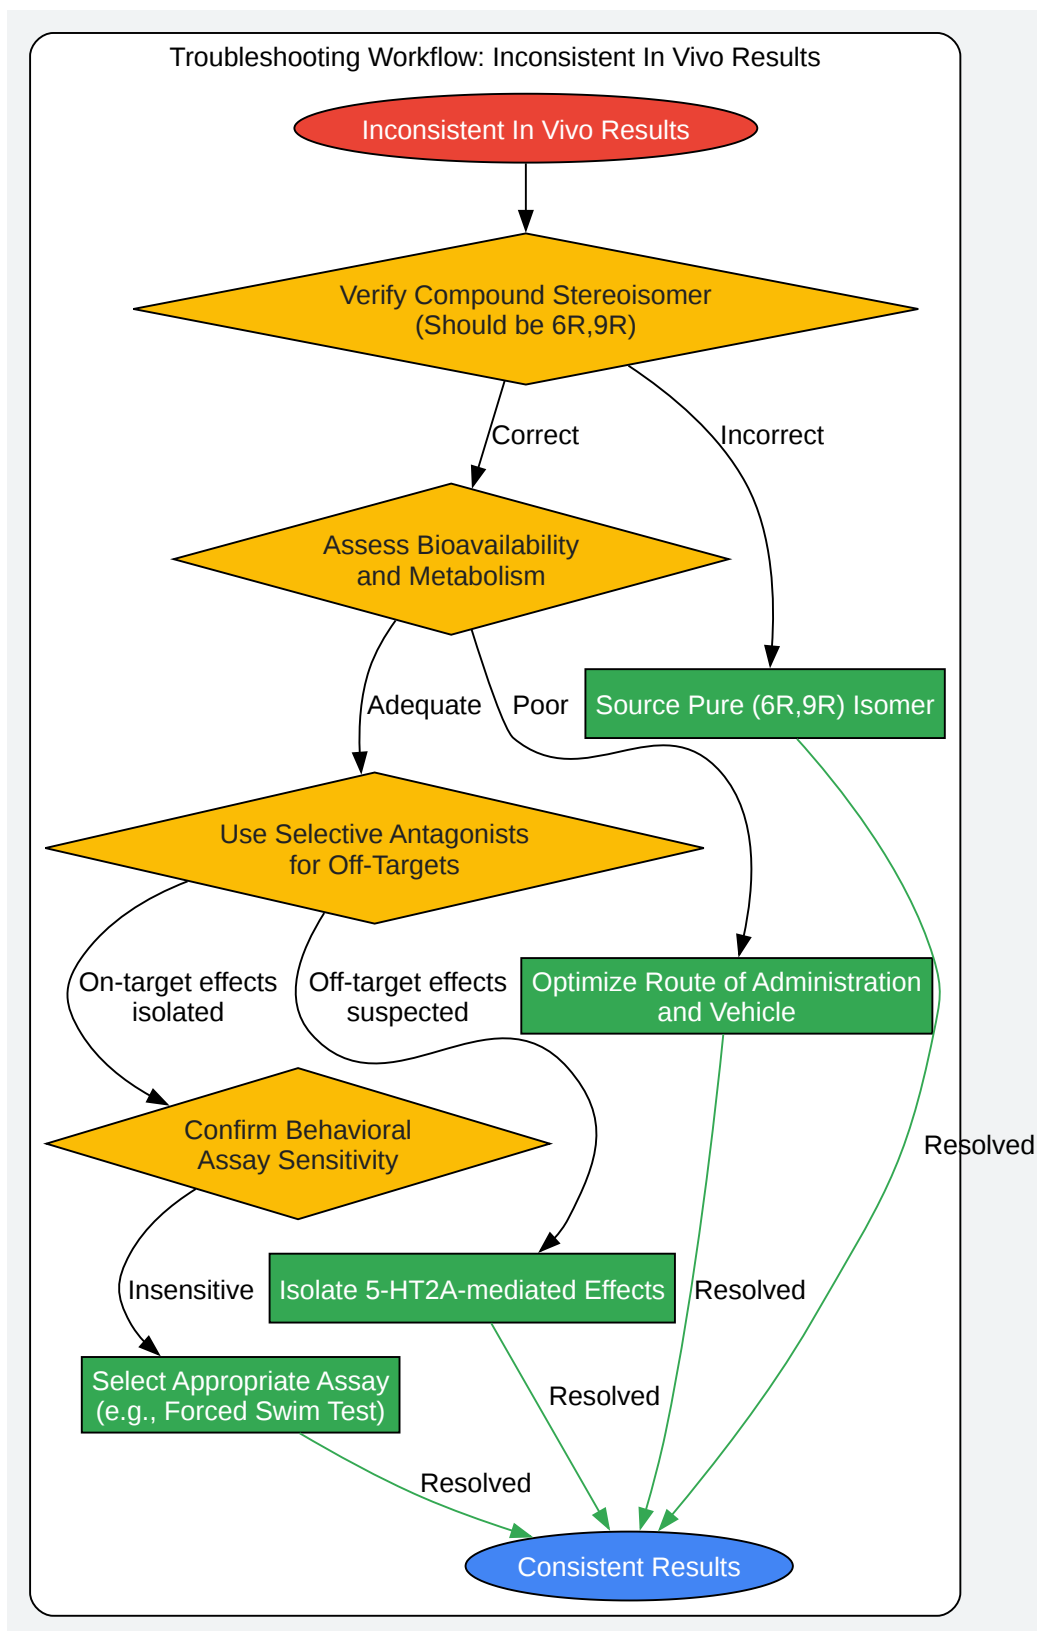 Troubleshooting Workflow: Inconsistent In Vivo Results
Inconsistent In Vivo Results
Verify Compound Stereoisomer
(Should be 6R,9R)
Correct
Incorrect
Assess Bioavailability
and Metabolism
Adequate
Poor
Source Pure (6R,9R) Isomer
Use Selective Antagonists
for Off-Targets
On-target effects
isolated
Off-target effects
suspected
Optimize Route of Administration
and Vehicle
Confirm Behavioral
Assay Sensitivity
Resolved
Insensitive
Isolate 5-HT2A-mediated Effects
Resolved
Select Appropriate Assay
(e.g., Forced Swim Test)
Resolved
Resolved
Consistent Results